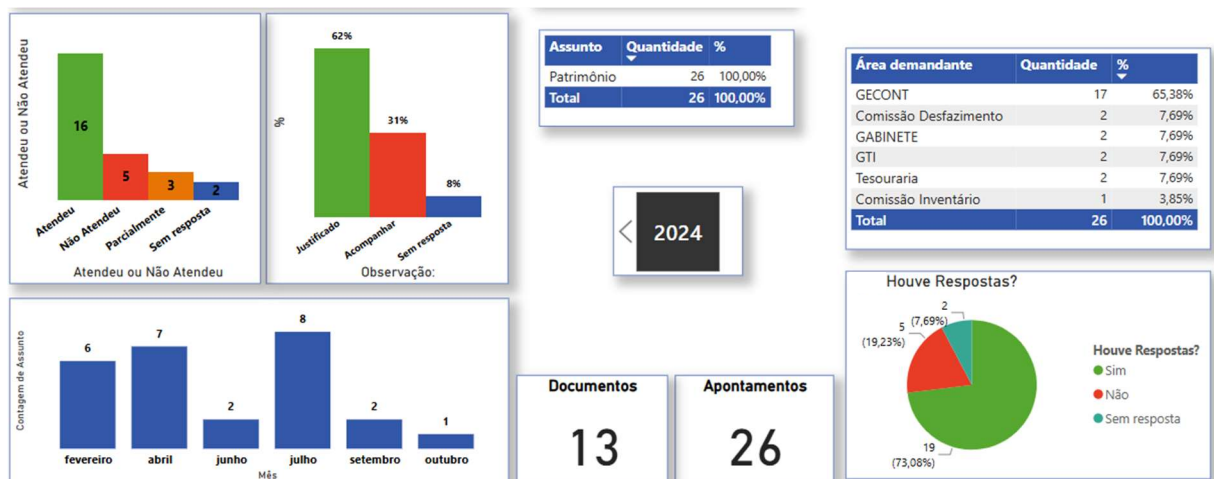 Atendeu ou Não Atendeu
16
5
3
2
Atendeu
Não Atendeu
Parcialmente
Sem resposta
Atendeu ou Não Atendeu
%
62%
31%
8%
Justificado
Acompanhar
Sem resposta
Observação:
Assunto Quantidade %
Patrimônio 26 100,00%
Total 26 100,00%
Área demandante Quantidade %
GECONT 17 65,38%
Comissão Desfazimento 2 7,69%
GABINETE 2 7,69%
GTI 2 7,69%
Tesouraria 2 7,69%
Comissão Inventário 1 3,85%
Total 26 100,00%
2024
Contagem de Assunto
6
7
2
8
2
1
fevereiro abril junho julho setembro outubro
Mês
Documentos
13
Apontamentos
26
Houve Respostas?
2
(7,69%)
5
(19,23%)
19
(73,08%)
Houve Respostas?
Sim
Não
Sem resposta